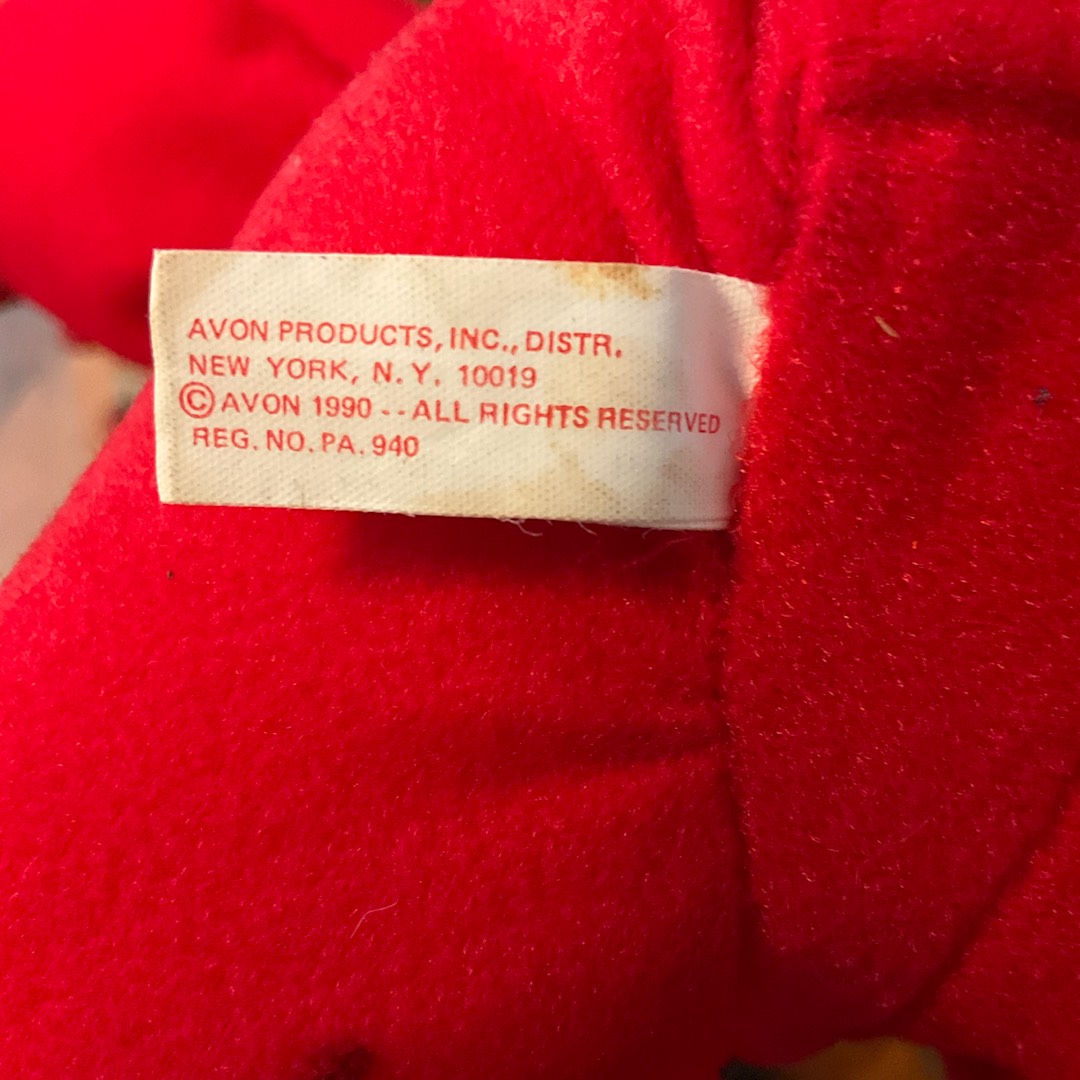 AVON PRODUCTS, INC., DISTR.
NEW YORK, N.Y. 10019
©AVON 1990 -- ALL RIGHTS RESERVED
REG. NO. PA. 940